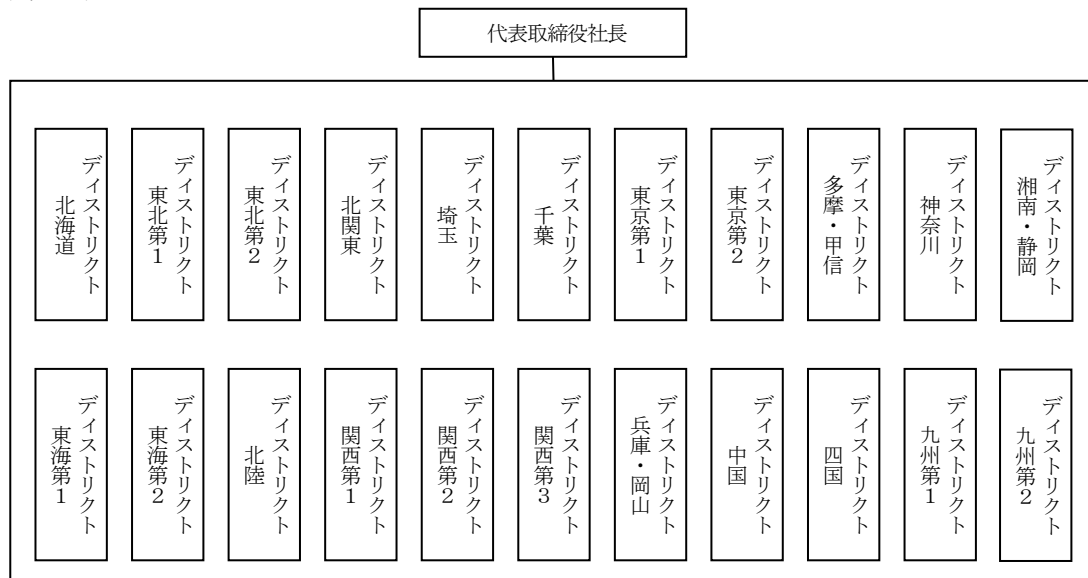 代表取締役社長
ディストリクト
北海道
ディストリクト
東北第1
ディストリクト
東北第2
ディストリクト
北関東
ディストリクト
埼玉
ディストリクト
千葉
ディストリクト
東京第1
ディストリクト
東京第2
ディストリクト
多摩・甲信
ディストリクト
神奈川
ディストリクト
湘南・静岡
ディストリクト
東海第1
ディストリクト
東海第2
ディストリクト
北陸
ディストリクト
関西第1
ディストリクト
関西第2
ディストリクト
関西第3
ディストリクト
兵庫・岡山
ディストリクト
中国
ディストリクト
四国
ディストリクト
九州第1
ディストリクト
九州第2